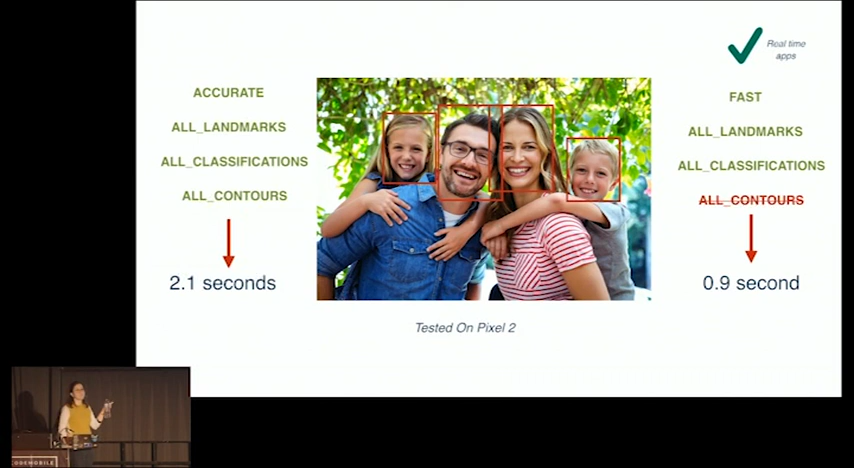 Real time
apps
ACCURATE
ALL_LANDMARKS
ALL_CLASSIFICATIONS
ALL_CONTOURS
2.1 seconds
FAST
ALL_LANDMARKS
ALL_CLASSIFICATIONS
ALL_CONTOURS
0.9 second
Tested On Pixel 2
CODEMOBILE